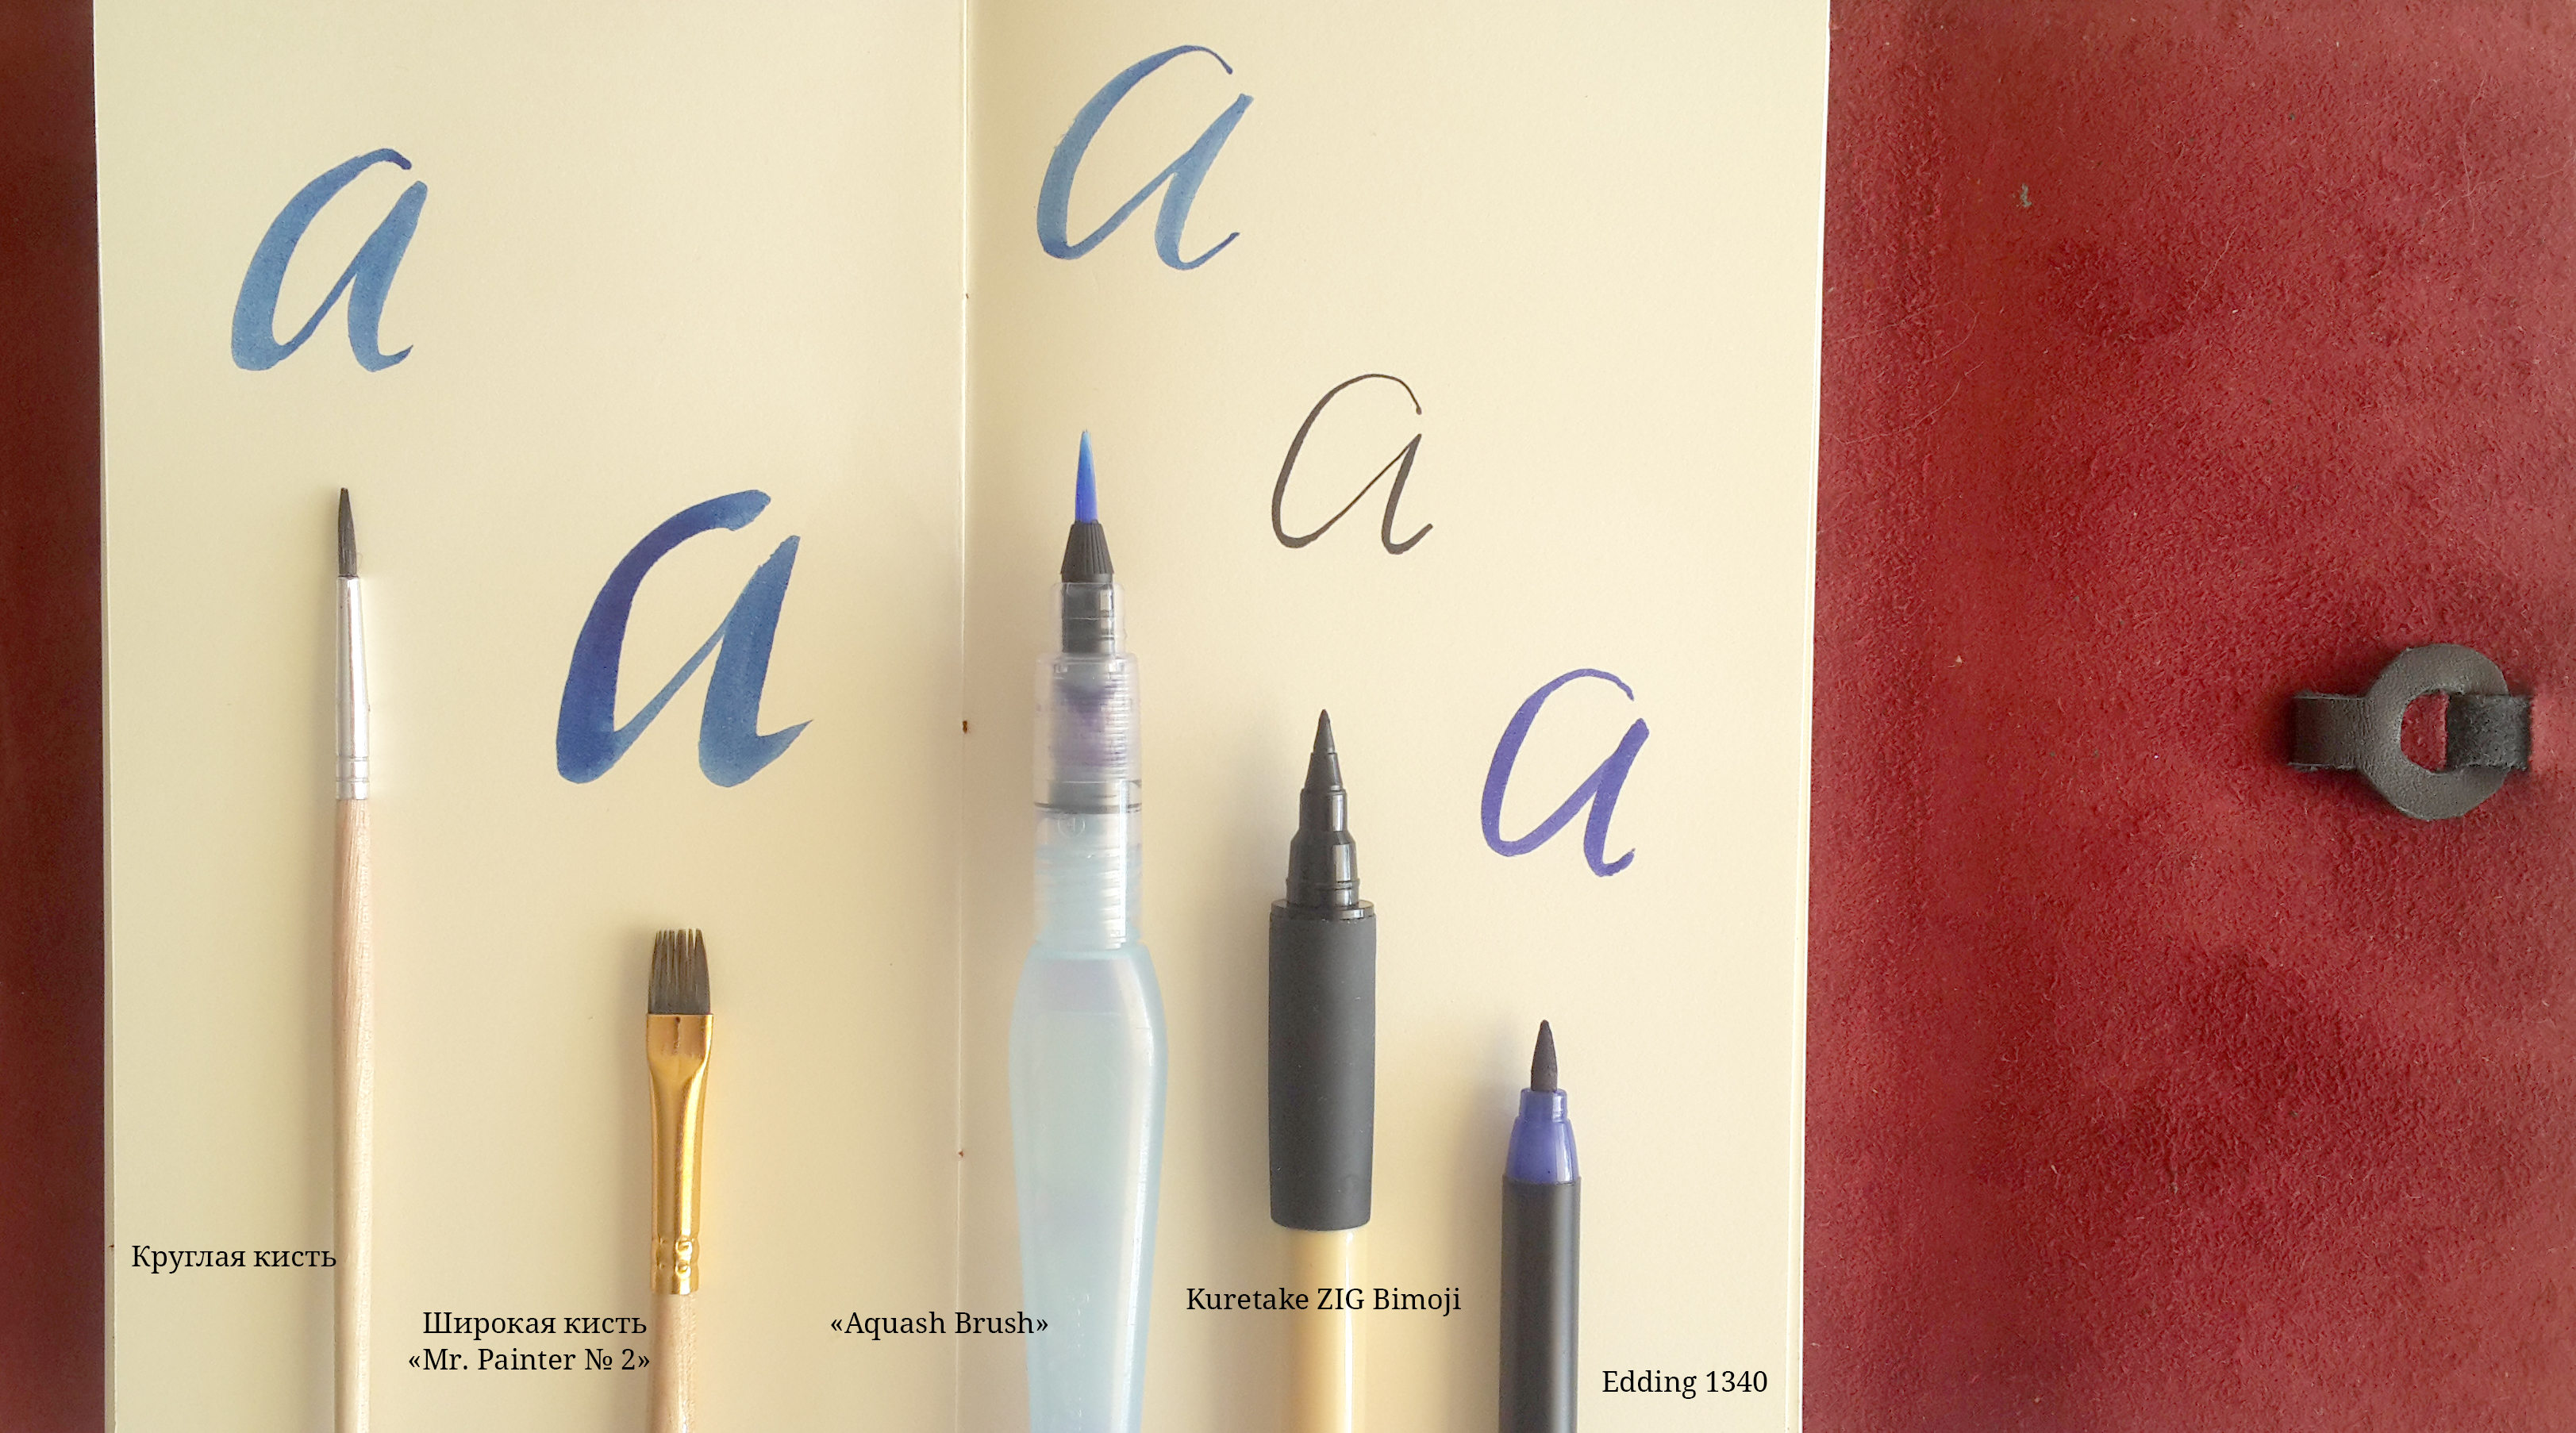 a
a
a
a
a
Круглая кисть
Широкая кисть
«Mr. Painter № 2»
«Aquash Brush»
Kuretake ZIG Bimoji
Edding 1340